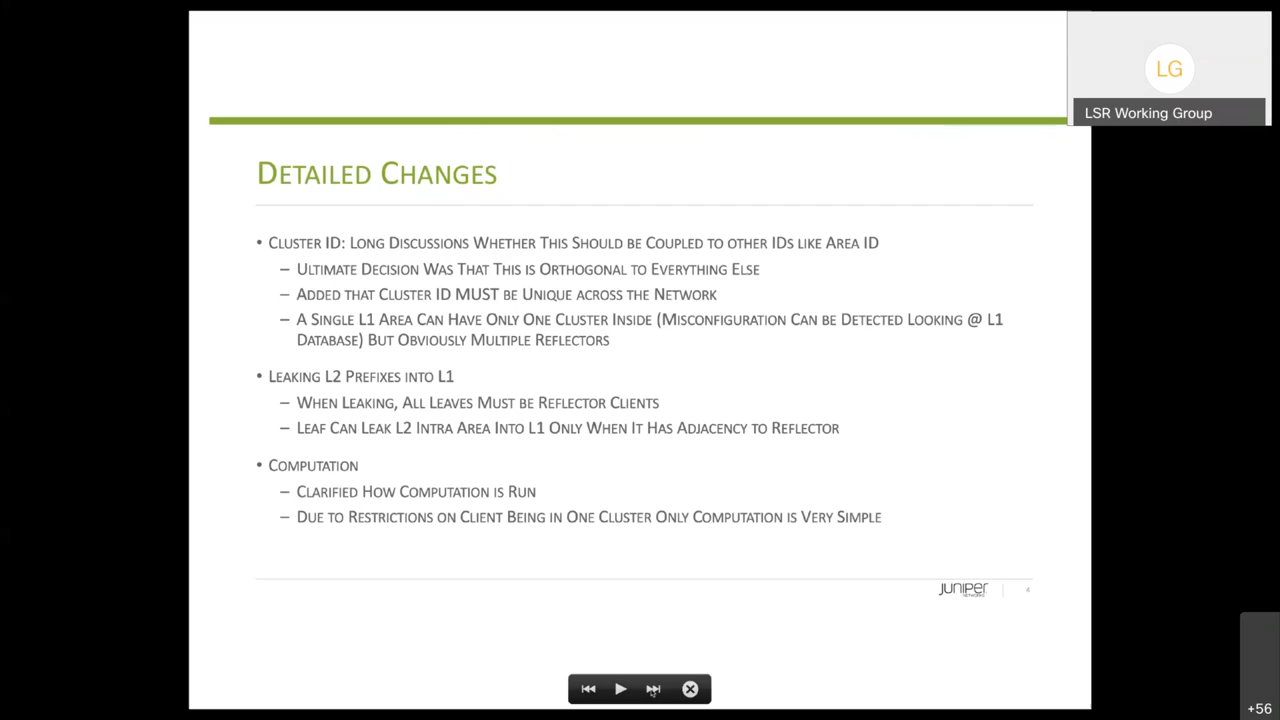 LG
LSR Working Group
DETAILED CHANGES
• CLUSTER ID: LONG DISCUSSIONS WHETHER THIS SHOULD BE COUPLED TO OTHER IDS LIKE AREA ID
– ULTIMATE DECISION WAS THAT THIS IS ORTHOGONAL TO EVERYTHING ELSE
– ADDED THAT CLUSTER ID MUST BE UNIQUE ACROSS THE NETWORK
– A SINGLE L1 AREA CAN HAVE ONLY ONE CLUSTER INSIDE (MISCONFIGURATION CAN BE DETECTED LOOKING @ L1
DATABASE) BUT OBVIOUSLY MULTIPLE REFLECTORS
• LEAKING L2 PREFIXES INTO L1
– WHEN LEAKING, ALL LEAVES MUST BE REFLECTOR CLIENTS
– LEAF CAN LEAK L2 INTRA AREA INTO L1 ONLY WHEN IT HAS ADJACENCY TO REFLECTOR
• COMPUTATION
– CLARIFIED HOW COMPUTATION IS RUN
– DUE TO RESTRICTIONS ON CLIENT BEING IN ONE CLUSTER ONLY COMPUTATION IS VERY SIMPLE
JUNIPER
NETWORKS
4
+56